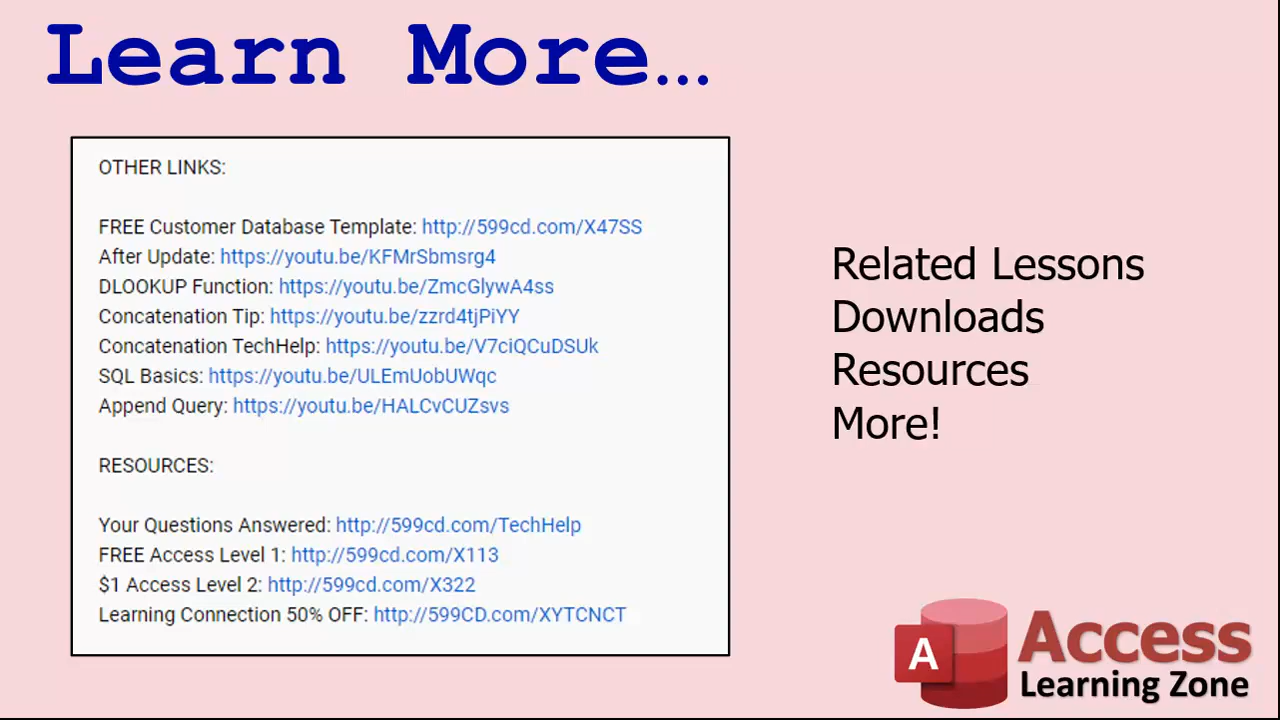 Learn More...
OTHER LINKS:
FREE Customer Database Template: http://599cd.com/X47SS
After Update: https://youtu.be/KFMrSbmsrg4
DLOOKUP Function: https://youtu.be/ZmcGlywA4ss
Concatenation Tip: https://youtu.be/zzrd4tjPiYY
Concatenation TechHelp: https://youtu.be/V7ciQCuDSUk
SQL Basics: https://youtu.be/ULEmUobUWqc
Append Query: https://youtu.be/HALCvCUZsvs
RESOURCES:
Your Questions Answered: http://599cd.com/TechHelp
FREE Access Level 1: http://599cd.com/X113
$1 Access Level 2: http://599cd.com/X322
Learning Connection 50% OFF: http://599CD.com/XYTCNCT
Related Lessons
Downloads
Resources
More!
A
Access
Learning Zone